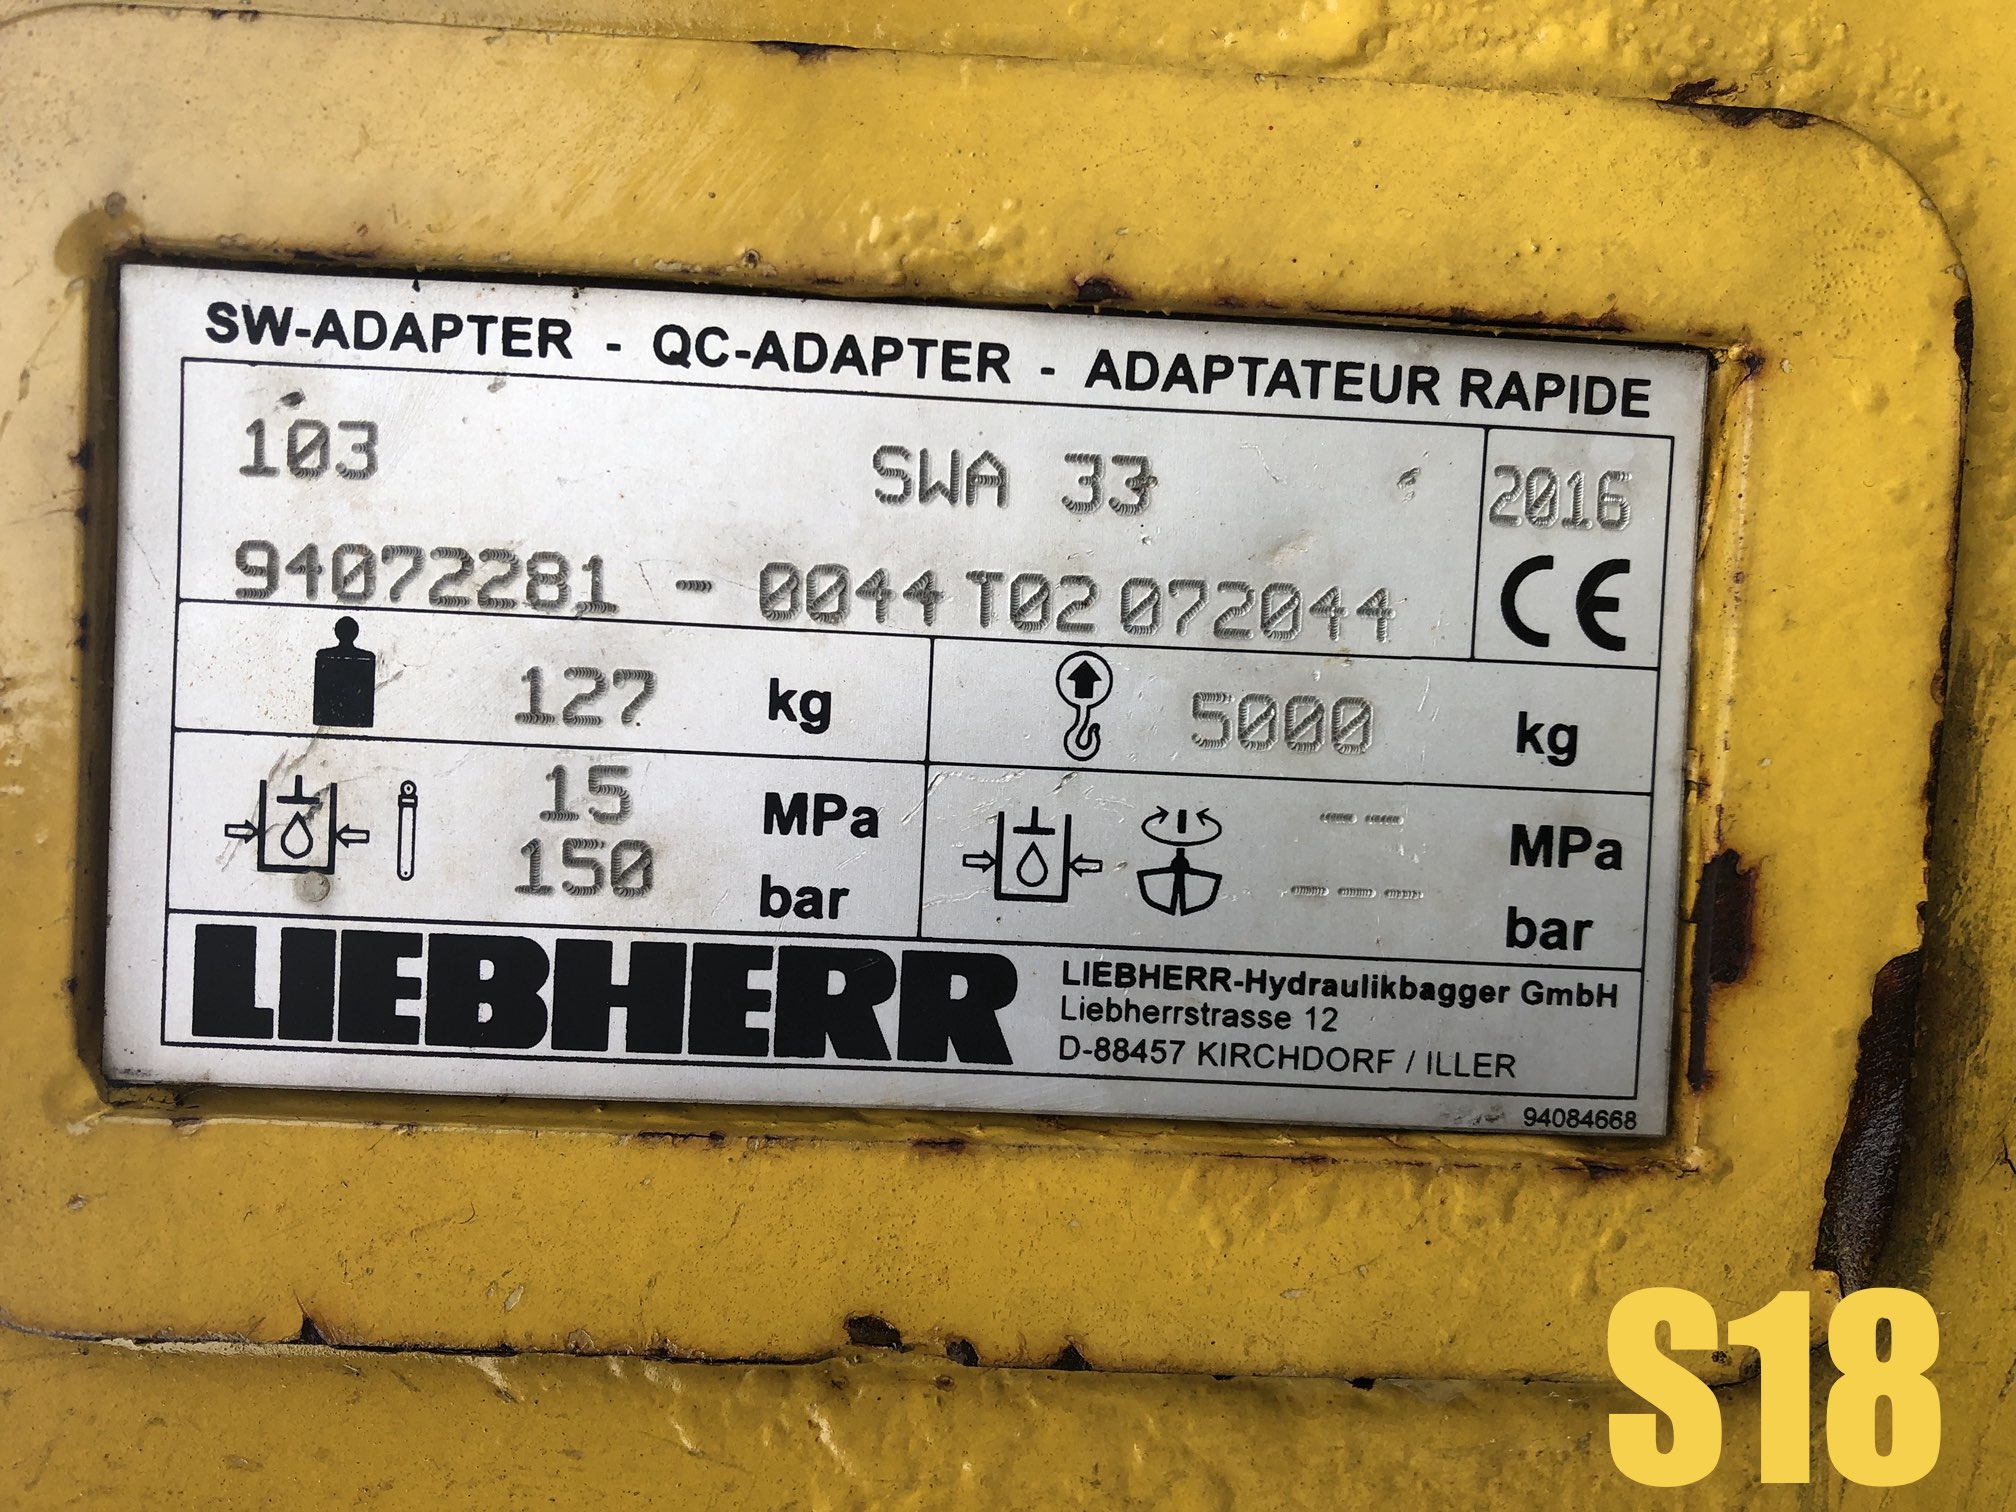 SW-ADAPTER - QC-ADAPTER - ADAPTATEUR RAPIDE
103 SWA 33 2016
94072281 - 0044 T02 072044 CE
127 kg 5000 kg
15 MPa -- -- MPa
150 bar -- -- -- bar
LIEBHERR
LIEBHERR-Hydraulikbagger GmbH
Liebherrstrasse 12
D-88457 KIRCHDORF / ILLER
94084668
S18